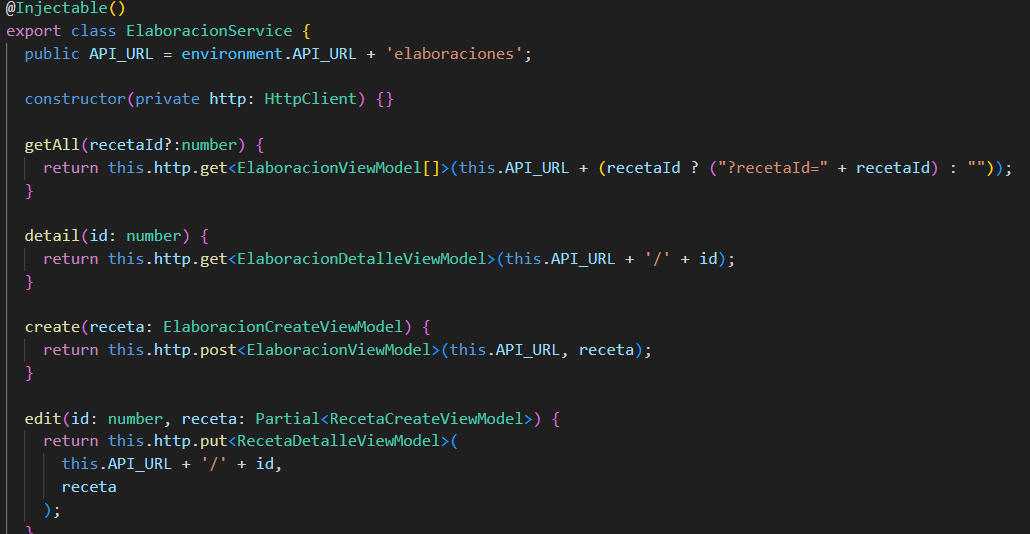 @Injectable()
export class ElaboracionService {
public API_URL = environment.API_URL + 'elaboraciones';
constructor(private http: HttpClient) {}
getAll(recetaId?:number) {
return this.http.get<ElaboracionViewModel[]>(this.API_URL + (recetaId ? ("?recetaId=" + recetaId) : ""));
}
detail(id: number) {
return this.http.get<ElaboracionDetalleViewModel>(this.API_URL + '/' + id);
}
create(receta: ElaboracionCreateViewModel) {
return this.http.post<ElaboracionViewModel>(this.API_URL, receta);
}
edit(id: number, receta: Partial<RecetaCreateViewModel>) {
return this.http.put<RecetaDetalleViewModel>(
this.API_URL + '/' + id,
receta
);
}